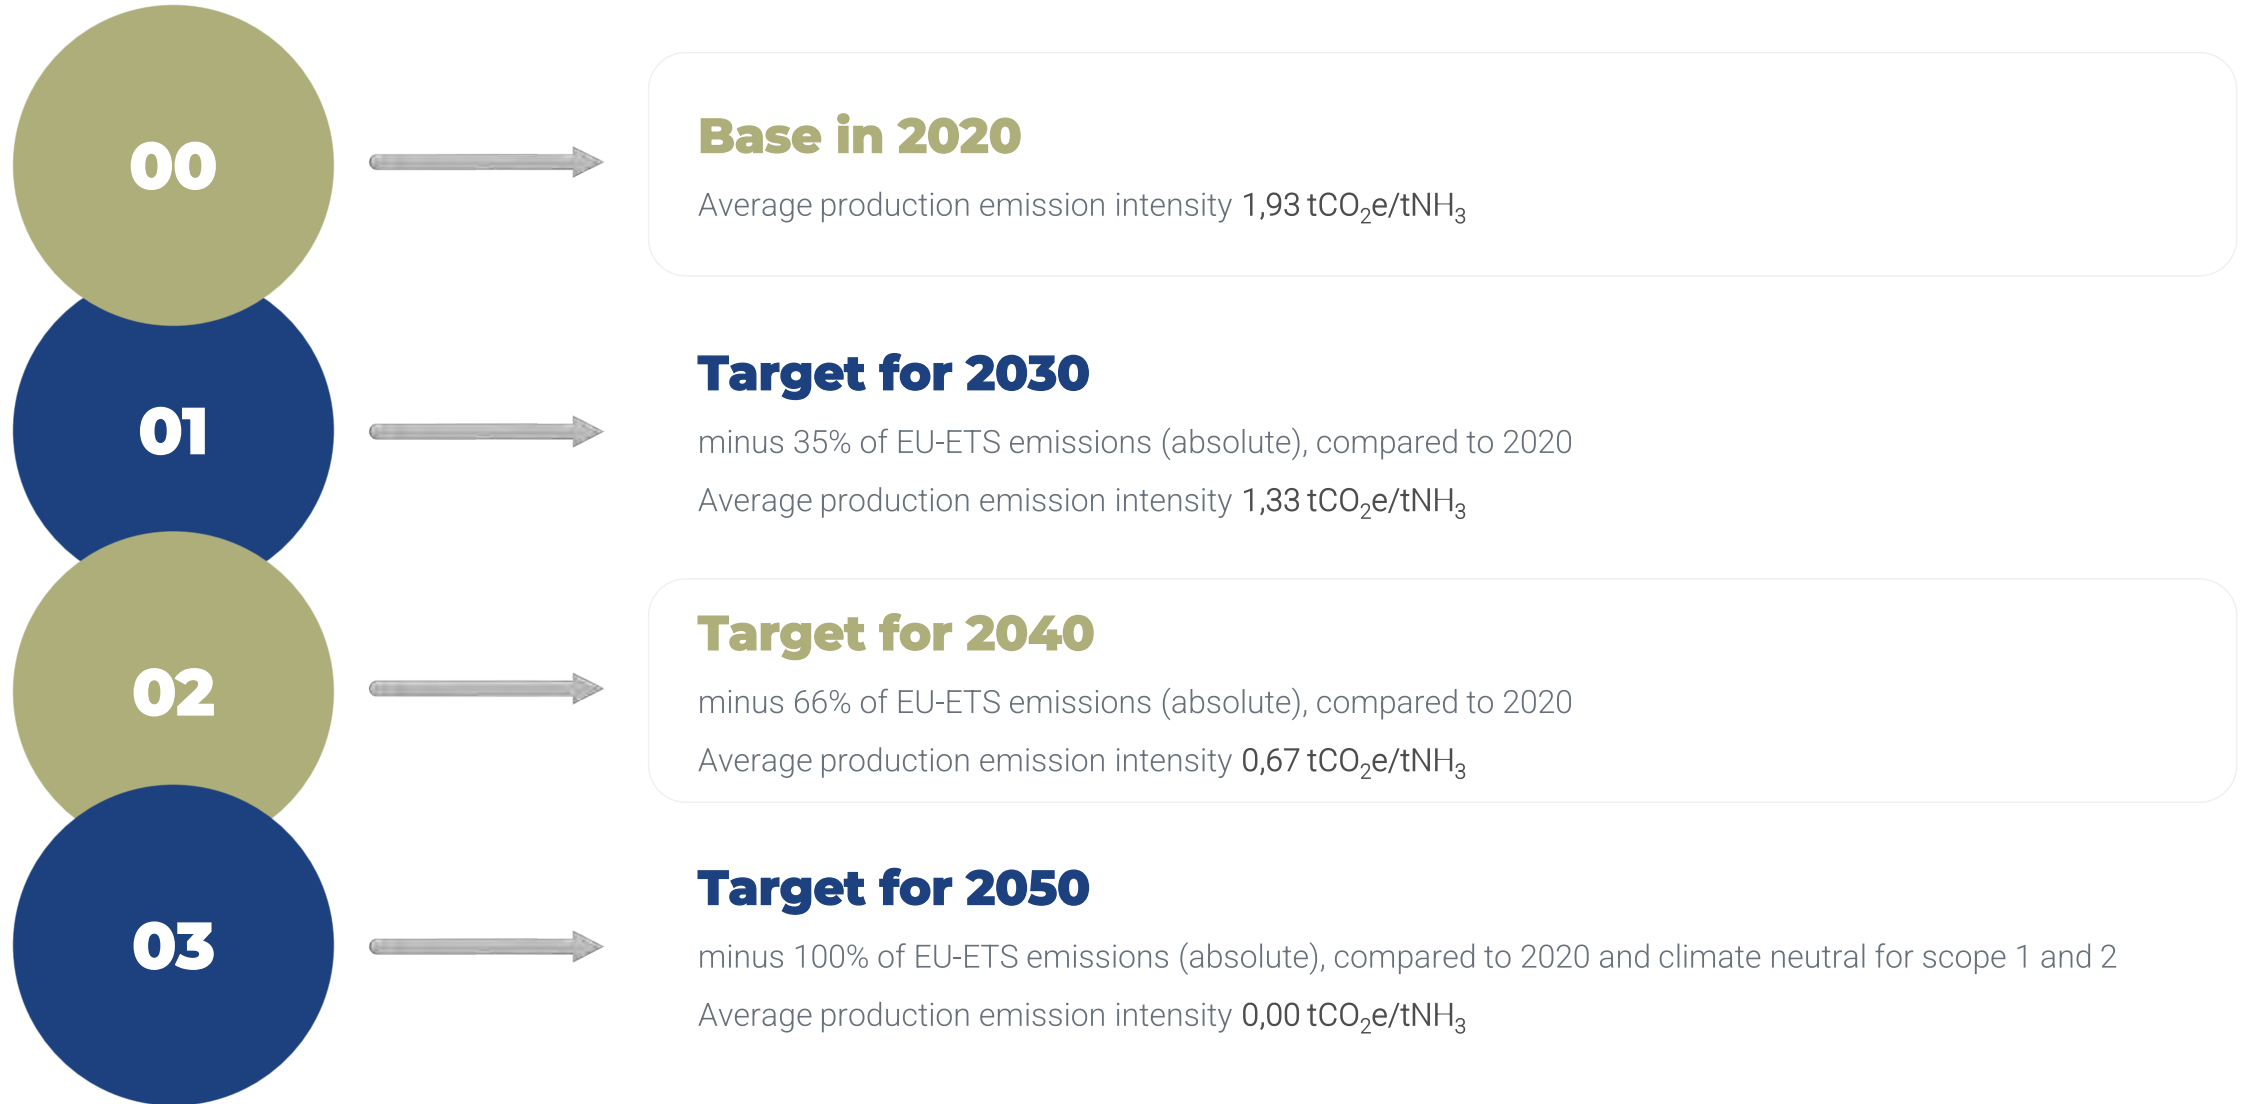 00
Base in 2020
Average production emission intensity 1,93 tCO₂e/tNH₃
01
Target for 2030
minus 35% of EU-ETS emissions (absolute), compared to 2020
Average production emission intensity 1,33 tCO₂e/tNH₃
02
Target for 2040
minus 66% of EU-ETS emissions (absolute), compared to 2020
Average production emission intensity 0,67 tCO₂e/tNH₃
03
Target for 2050
minus 100% of EU-ETS emissions (absolute), compared to 2020 and climate neutral for scope 1 and 2
Average production emission intensity 0,00 tCO₂e/tNH₃